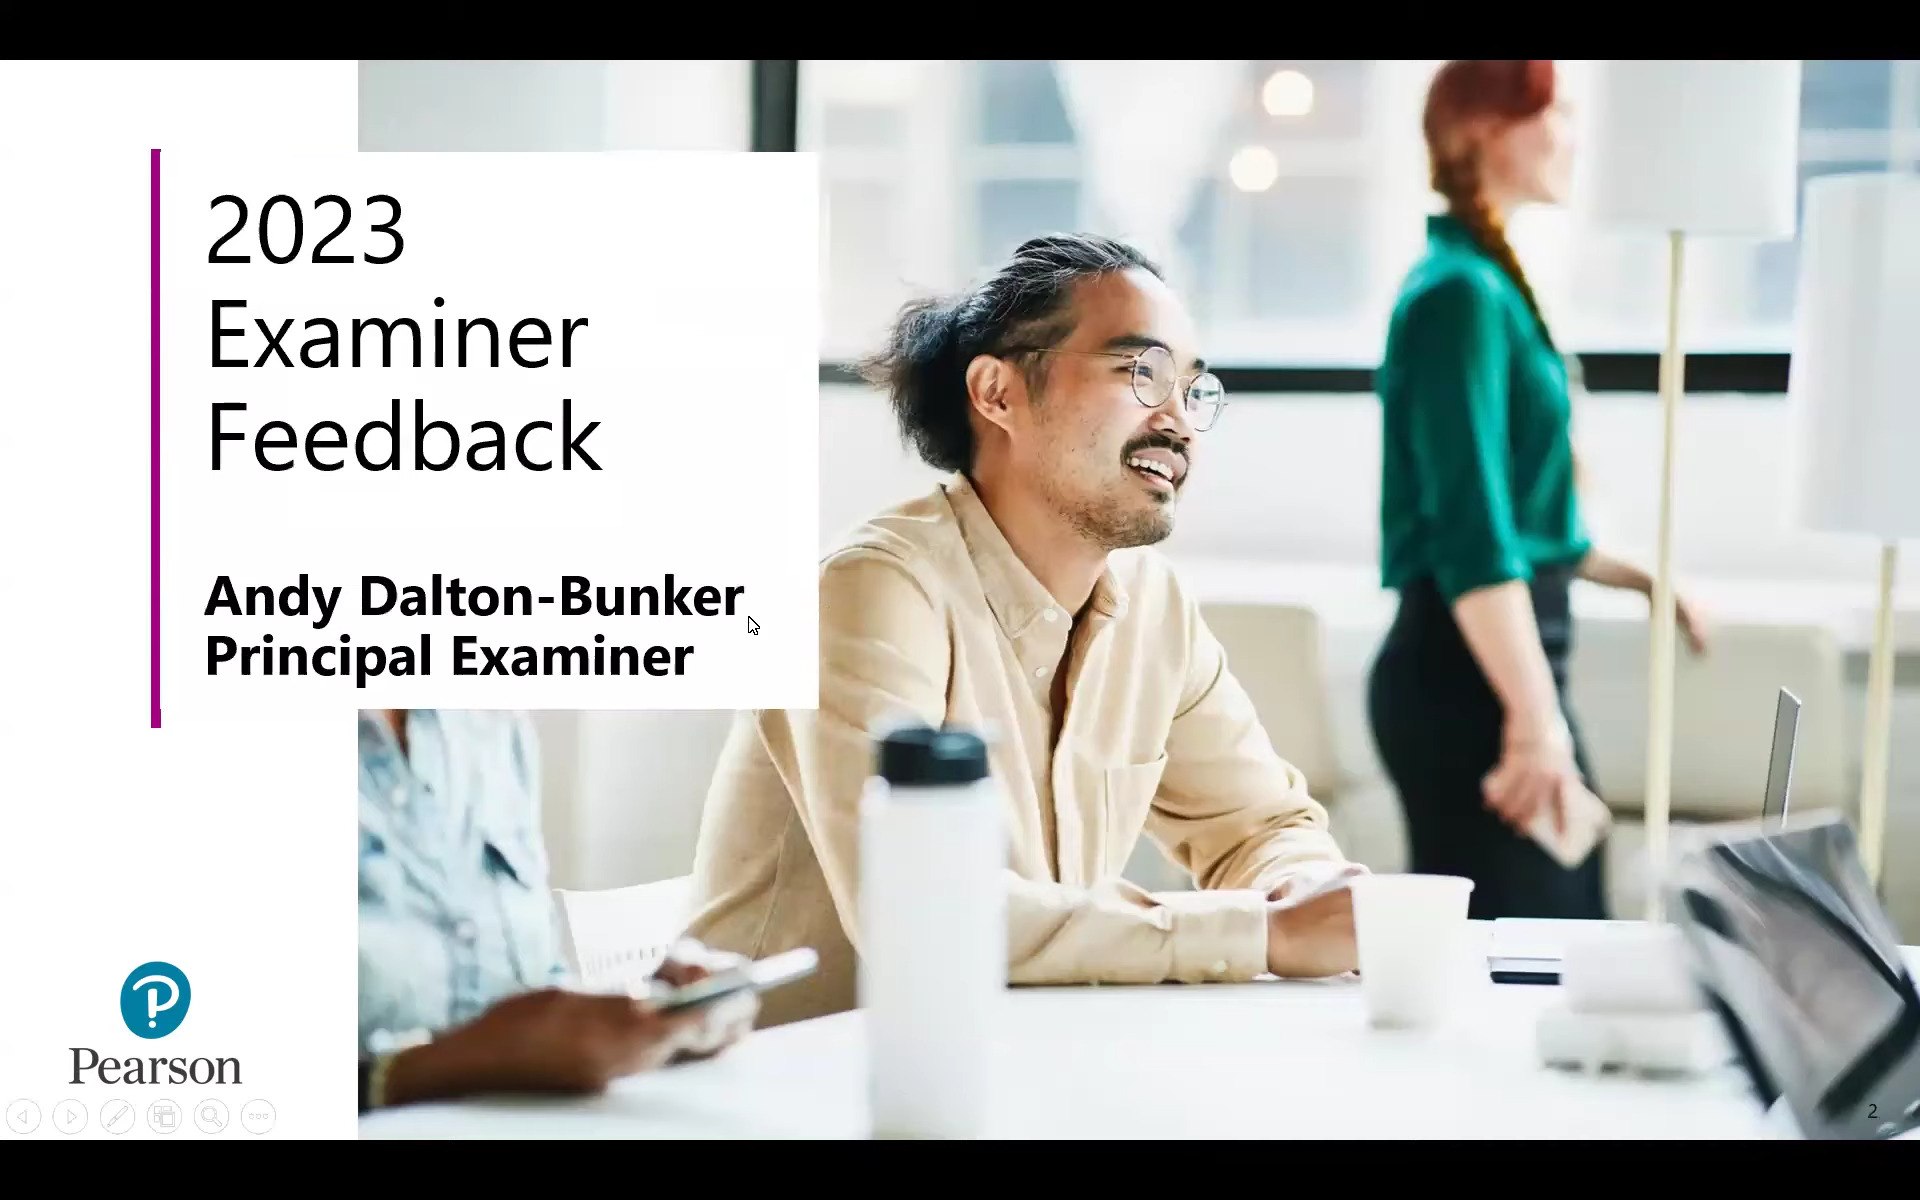 2023
Examiner
Feedback
Andy Dalton-Bunker
Principal Examiner
Pearson
2